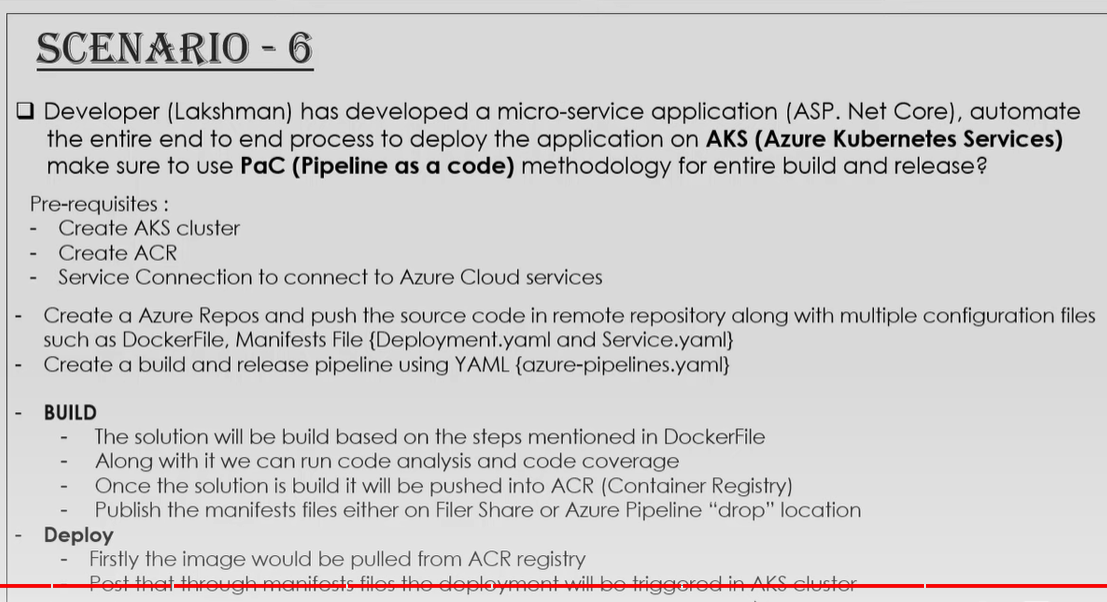 SCENARIO - 6
❑ Developer (Lakshman) has developed a micro-service application (ASP. Net Core), automate
the entire end to end process to deploy the application on AKS (Azure Kubernetes Services)
make sure to use PaC (Pipeline as a code) methodology for entire build and release?
Pre-requisites :
- Create AKS cluster
- Create ACR
- Service Connection to connect to Azure Cloud services
- Create a Azure Repos and push the source code in remote repository along with multiple configuration files
such as DockerFile, Manifests File {Deployment.yaml and Service.yaml}
- Create a build and release pipeline using YAML {azure-pipelines.yaml}
- BUILD
- The solution will be build based on the steps mentioned in DockerFile
- Along with it we can run code analysis and code coverage
- Once the solution is build it will be pushed into ACR (Container Registry)
- Publish the manifests files either on Filer Share or Azure Pipeline “drop” location
- Deploy
- Firstly the image would be pulled from ACR registry
- Post that through manifests files the deployment will be triggered in AKS cluster